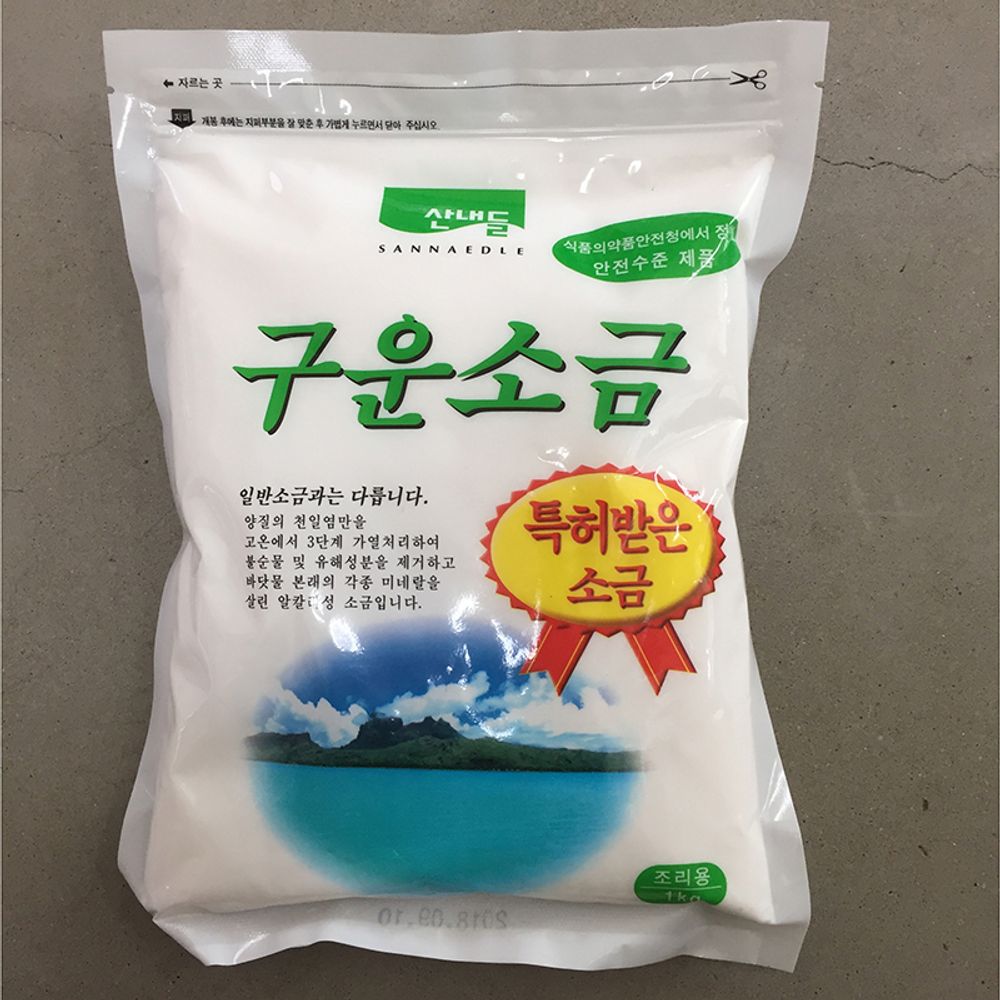 자르는 곳
지퍼 개봉 후에는 지퍼부분을 잘 맞춘 후 가볍게 누르면서 닫아 주십시오.
산내들
SANNAEDLE
식품의약품안전청에서 정
안전수준 제품
구운소금
일반소금과는 다릅니다.
양질의 천일염만을
고온에서 3단계 가열처리하여
불순물 및 유해성분을 제거하고
바닷물 본래의 각종 미네랄을
살린 알칼리성 소금입니다.
특허받은
소금
조리용
1kg
2018.09.10